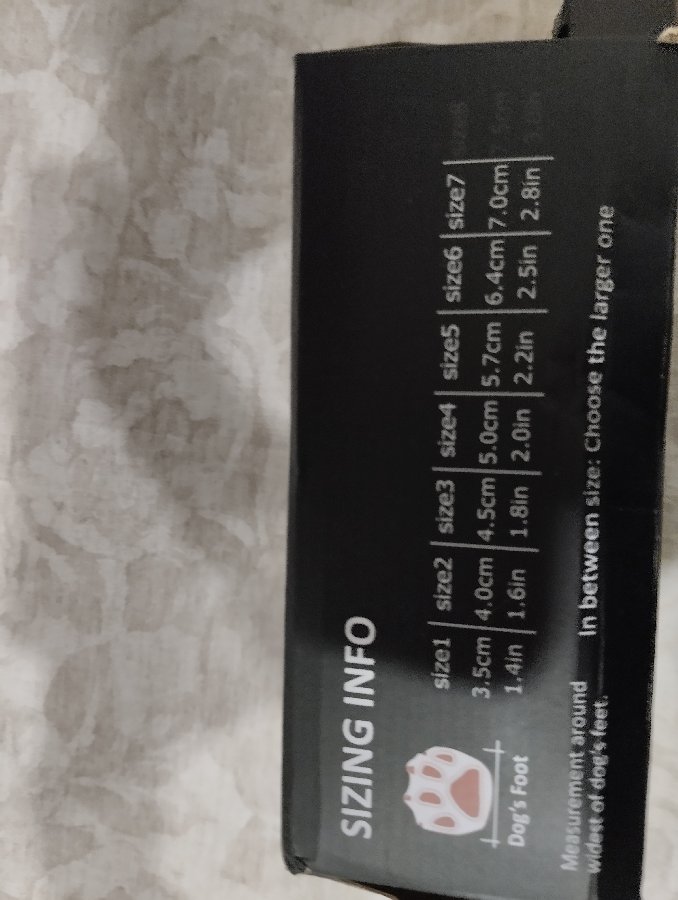 SIZING INFO
size1 size2 size3 size4 size5 size6 size7
3.5cm 4.0cm 4.5cm 5.0cm 5.7cm 6.4cm 7.0cm
1.4in 1.6in 1.8in 2.0in 2.2in 2.5in 2.8in
Dog's Foot
Measurement around
widest of dog's feet.
In between size: Choose the larger one